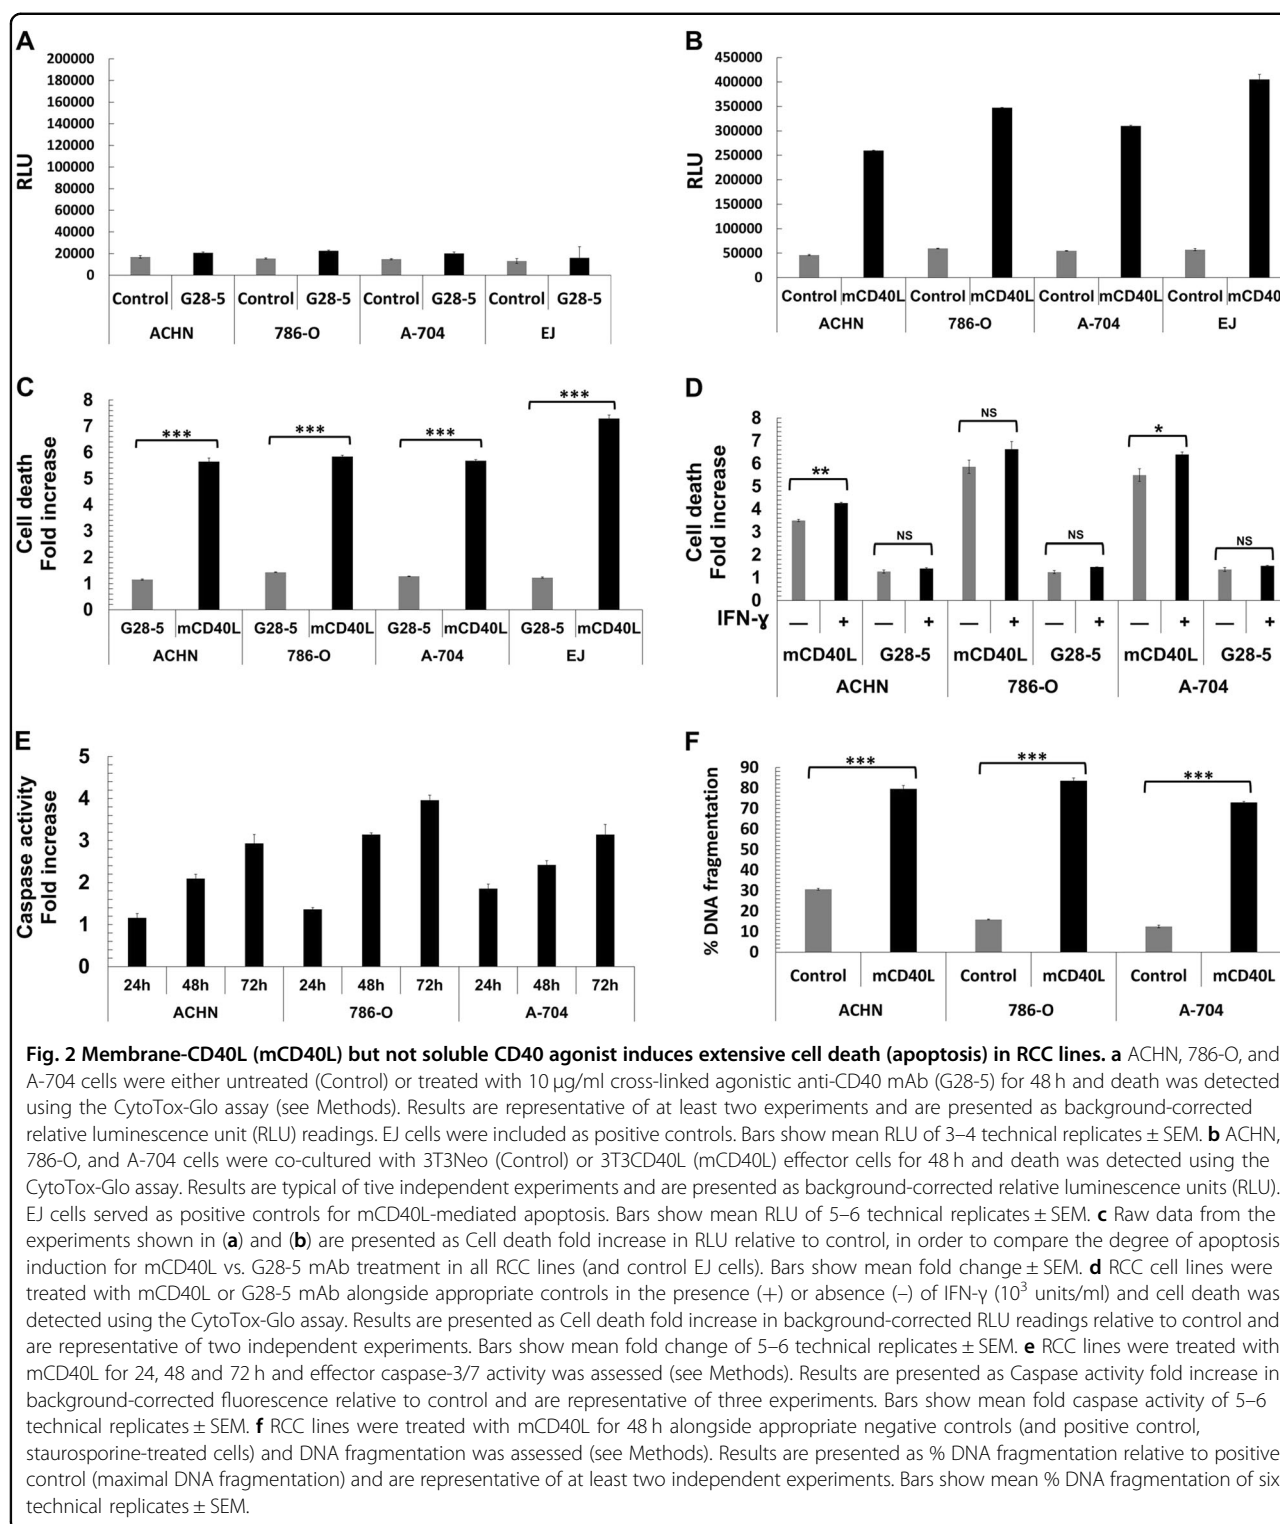 A
200000
180000
160000
140000
120000
100000
80000
60000
40000
20000
0
RLU
Control G28-5 Control G28-5 Control G28-5 Control G28-5
ACHN 786-O A-704 EJ
B
450000
400000
350000
300000
250000
200000
150000
100000
50000
0
RLU
Control mCD40L Control mCD40L Control mCD40L Control mCD40
ACHN 786-O A-704 EJ
C
8
7
6
5
4
3
2
1
0
Cell death
Fold increase
*** *** *** ***
G28-5 mCD40L G28-5 mCD40L G28-5 mCD40L G28-5 mCD40L
ACHN 786-O A-704 EJ
D
8
7
6
5
4
3
2
1
0
Cell death
Fold increase
** NS NS NS * NS
IFN-ɣ — + — + — + — + — + — +
mCD40L G28-5 mCD40L G28-5 mCD40L G28-5
ACHN 786-O A-704
E
5
4
3
2
1
0
Caspase activity
Fold increase
24h 48h 72h 24h 48h 72h 24h 48h 72h
ACHN 786-O A-704
F
90
80
70
60
50
40
30
20
10
0
% DNA fragmentation
*** *** ***
Control mCD40L Control mCD40L Control mCD40L
ACHN 786-O A-704
Fig. 2 Membrane-CD40L (mCD40L) but not soluble CD40 agonist induces extensive cell death (apoptosis) in RCC lines. a ACHN, 786-O, and
A-704 cells were either untreated (Control) or treated with 10 µg/ml cross-linked agonistic anti-CD40 mAb (G28-5) for 48 h and death was detected
using the CytoTox-Glo assay (see Methods). Results are representative of at least two experiments and are presented as background-corrected
relative luminescence unit (RLU) readings. EJ cells were included as positive controls. Bars show mean RLU of 3–4 technical replicates ± SEM. b ACHN,
786-O, and A-704 cells were co-cultured with 3T3Neo (Control) or 3T3CD40L (mCD40L) effector cells for 48 h and death was detected using the
CytoTox-Glo assay. Results are typical of tive independent experiments and are presented as background-corrected relative luminescence units (RLU).
EJ cells served as positive controls for mCD40L-mediated apoptosis. Bars show mean RLU of 5–6 technical replicates ± SEM. c Raw data from the
experiments shown in (a) and (b) are presented as Cell death fold increase in RLU relative to control, in order to compare the degree of apoptosis
induction for mCD40L vs. G28-5 mAb treatment in all RCC lines (and control EJ cells). Bars show mean fold change ± SEM. d RCC cell lines were
treated with mCD40L or G28-5 mAb alongside appropriate controls in the presence (+) or absence (–) of IFN-γ (10³ units/ml) and cell death was
detected using the CytoTox-Glo assay. Results are presented as Cell death fold increase in background-corrected RLU readings relative to control and
are representative of two independent experiments. Bars show mean fold change of 5–6 technical replicates ± SEM. e RCC lines were treated with
mCD40L for 24, 48 and 72 h and effector caspase-3/7 activity was assessed (see Methods). Results are presented as Caspase activity fold increase in
background-corrected fluorescence relative to control and are representative of three experiments. Bars show mean fold caspase activity of 5–6
technical replicates ± SEM. f RCC lines were treated with mCD40L for 48 h alongside appropriate negative controls (and positive control,
staurosporine-treated cells) and DNA fragmentation was assessed (see Methods). Results are presented as % DNA fragmentation relative to positive
control (maximal DNA fragmentation) and are representative of at least two independent experiments. Bars show mean % DNA fragmentation of six
technical replicates ± SEM.